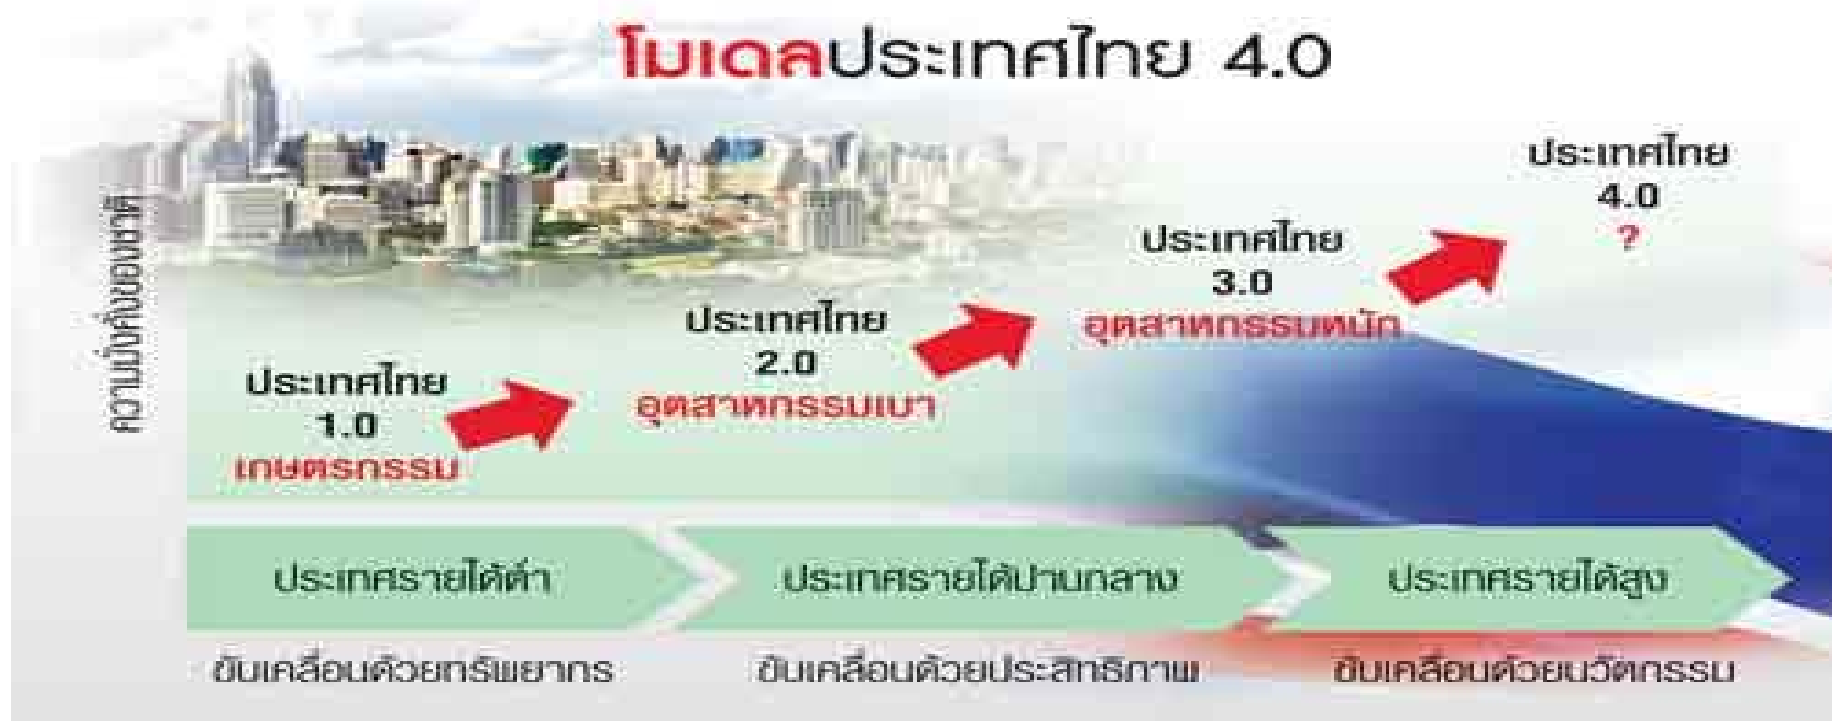 โมเดลประเทศไทย 4.0
ความมั่งคั่งของชาติ
ประเทศไทย
1.0
เกษตรกรรม
ประเทศไทย
2.0
อุตสาหกรรมเบา
ประเทศไทย
3.0
อุตสาหกรรมหนัก
ประเทศไทย
4.0
?
ประเทศรายได้ต่ำ
ประเทศรายได้ปานกลาง
ประเทศรายได้สูง
ขับเคลื่อนด้วยทรัพยากร
ขับเคลื่อนด้วยประสิทธิภาพ
ขับเคลื่อนด้วยนวัตกรรม